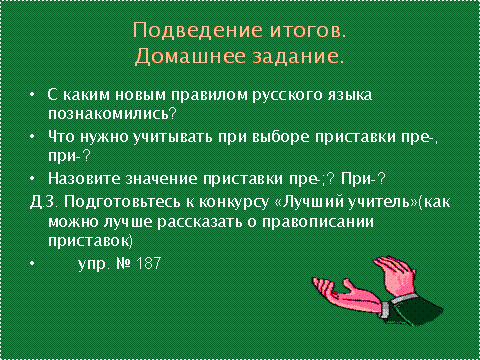 Подведение итогов.
Домашнее задание.
• С каким новым правилом русского языка
познакомились?
• Что нужно учитывать при выборе приставки пре-,
при-?
• Назовите значение приставки пре-;? При-?
Д.З. Подготовьтесь к конкурсу «Лучший учитель»(как
можно лучше рассказать о правописании
приставок)
• упр. № 187